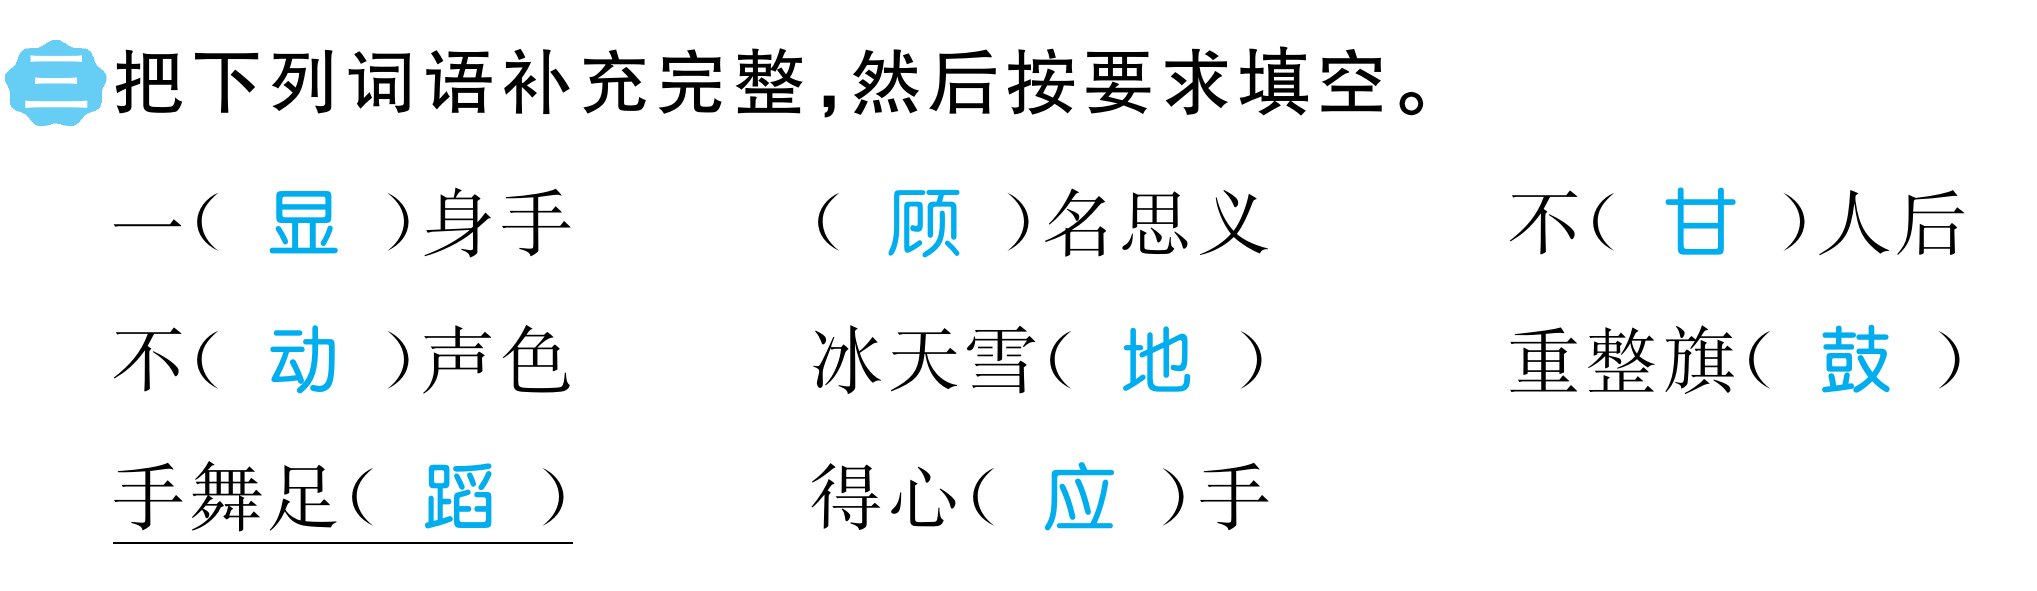 三 把下列词语补充完整,然后按要求填空。
一( 显 )身手 ( 顾 )名思义 不( 甘 )人后
不( 动 )声色 冰天雪( 地 ) 重整旗( 鼓 )
手舞足( 蹈 ) 得心( 应 )手